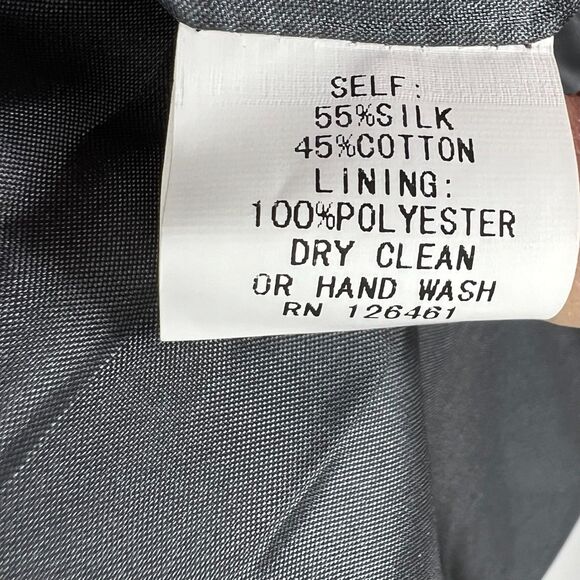 SELF:
55%SILK
45%COTTON
LINING:
100%POLYESTER
DRY CLEAN
OR HAND WASH
RN 126461